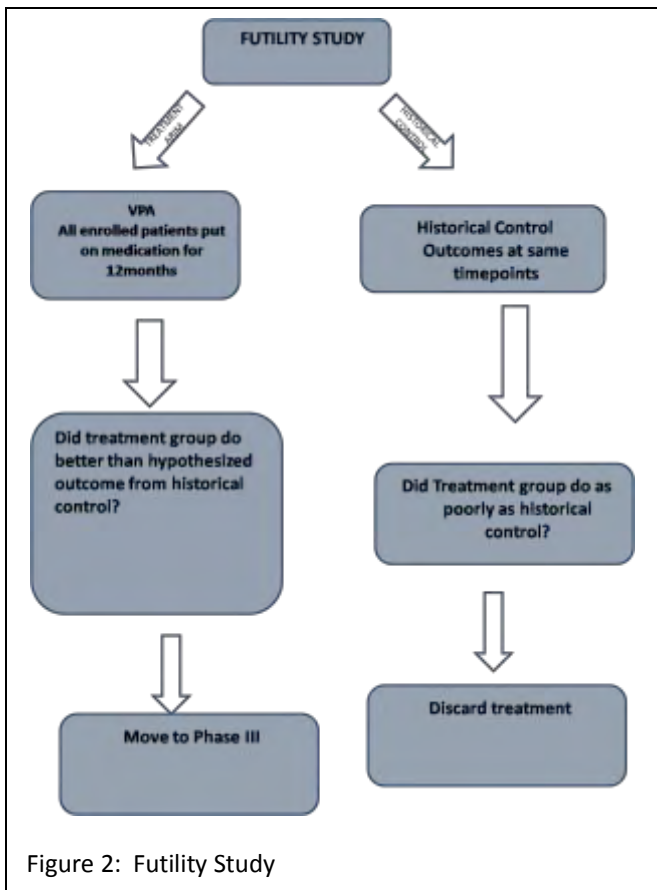 FUTILITY STUDY
TREATMENT
ARM
HISTORICAL
CONTROL
VPA
All enrolled patients put
on medication for
12months
Historical Control
Outcomes at same
timepoints
Did treatment group do
better than hypothesized
outcome from historical
control?
Did Treatment group do as
poorly as historical
control?
Move to Phase III
Discard treatment
Figure 2: Futility Study